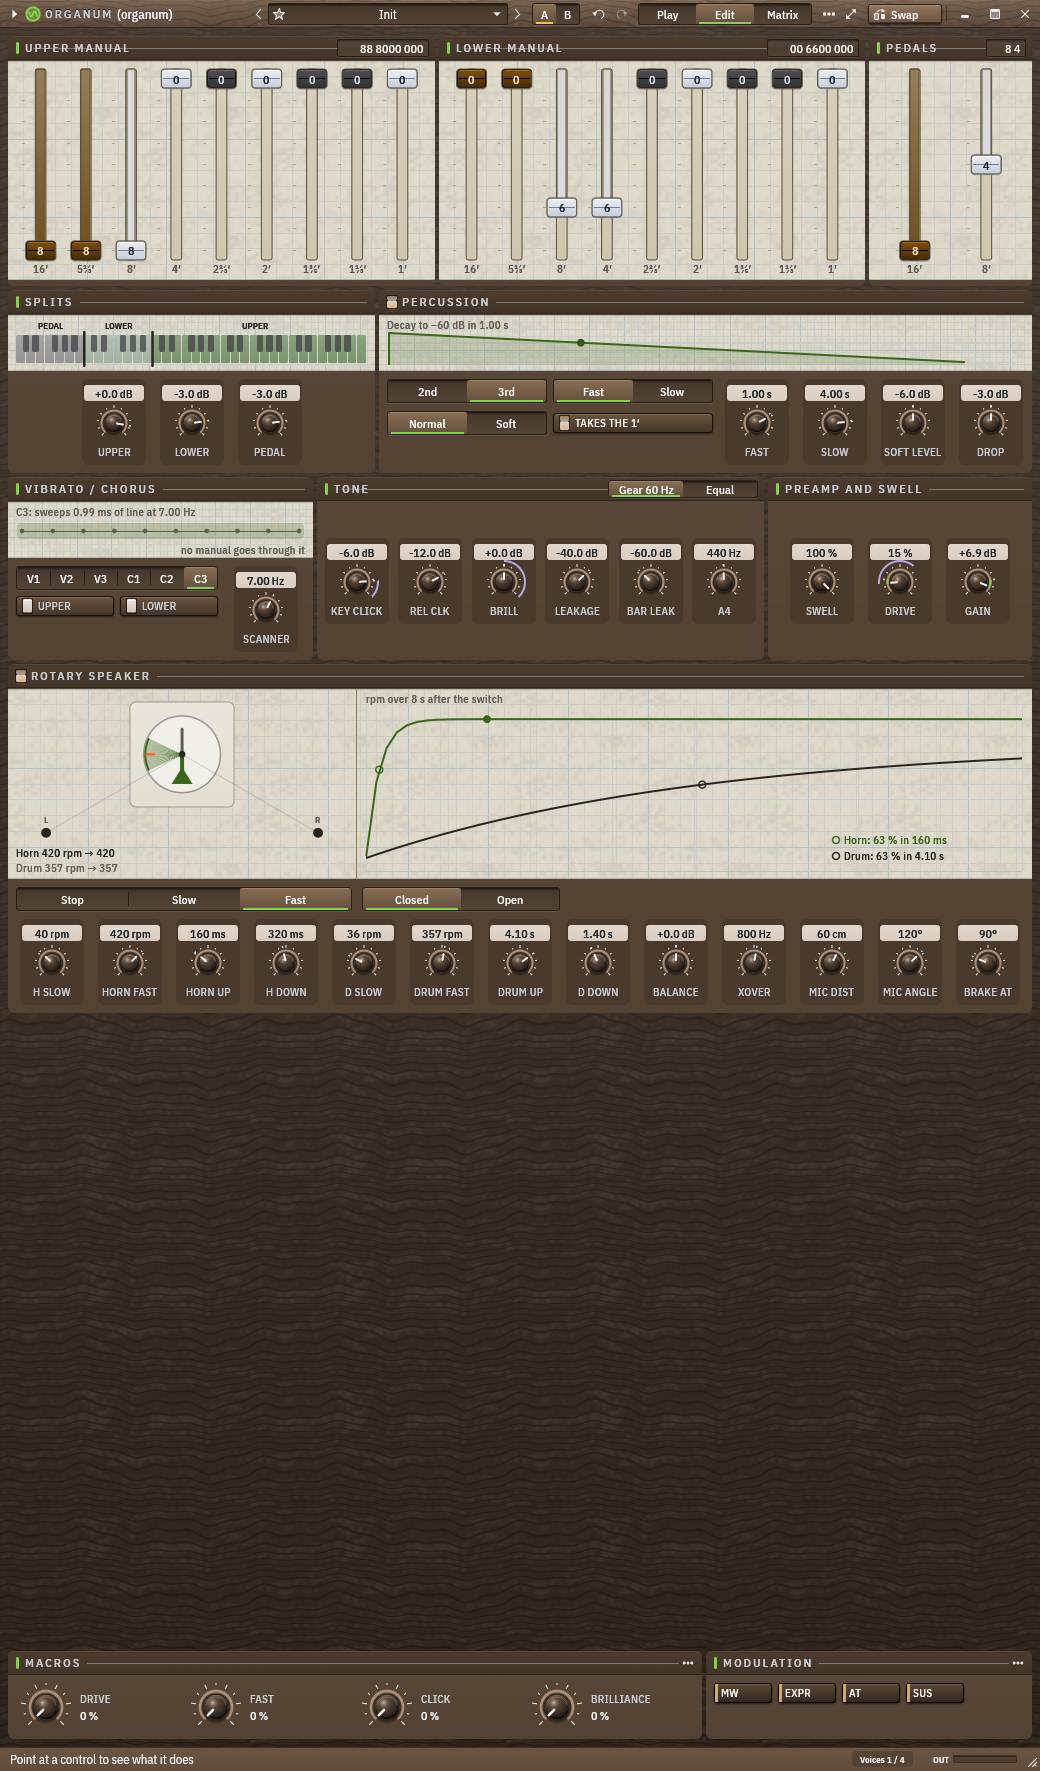 ORGANUM (organum)
Init
A B
Play Edit Matrix
Swap
UPPER MANUAL 88 8000 000
LOWER MANUAL 00 6600 000
PEDALS 8 4
8 8 8 0 0 0 0 0 0
0 0 6 6 0 0 0 0 0
8 4
16′ 5⅓′ 8′ 4′ 2⅔′ 2′ 1⅗′ 1⅓′ 1′
16′ 5⅓′ 8′ 4′ 2⅔′ 2′ 1⅗′ 1⅓′ 1′
16′ 8′
SPLITS
PEDAL LOWER UPPER
+0.0 dB -3.0 dB -3.0 dB
UPPER LOWER PEDAL
PERCUSSION
Decay to −60 dB in 1.00 s
2nd 3rd Fast Slow
Normal Soft TAKES THE 1′
1.00 s 4.00 s -6.0 dB -3.0 dB
FAST SLOW SOFT LEVEL DROP
VIBRATO / CHORUS
C3: sweeps 0.99 ms of line at 7.00 Hz
no manual goes through it
V1 V2 V3 C1 C2 C3
UPPER LOWER
7.00 Hz
SCANNER
TONE Gear 60 Hz Equal
-6.0 dB -12.0 dB +0.0 dB -40.0 dB -60.0 dB 440 Hz
KEY CLICK REL CLK BRILL LEAKAGE BAR LEAK A4
PREAMP AND SWELL
100 % 15 % +6.9 dB
SWELL DRIVE GAIN
ROTARY SPEAKER
rpm over 8 s after the switch
L R
Horn 420 rpm → 420
Drum 357 rpm → 357
Horn: 63 % in 160 ms
Drum: 63 % in 4.10 s
Stop Slow Fast Closed Open
40 rpm 420 rpm 160 ms 320 ms 36 rpm 357 rpm 4.10 s 1.40 s +0.0 dB 800 Hz 60 cm 120° 90°
H SLOW HORN FAST HORN UP H DOWN D SLOW DRUM FAST DRUM UP D DOWN BALANCE XOVER MIC DIST MIC ANGLE BRAKE AT
MACROS
DRIVE 0 %
FAST 0 %
CLICK 0 %
BRILLIANCE 0 %
MODULATION
MW EXPR AT SUS
Point at a control to see what it does
Voices 1 / 4 OUT